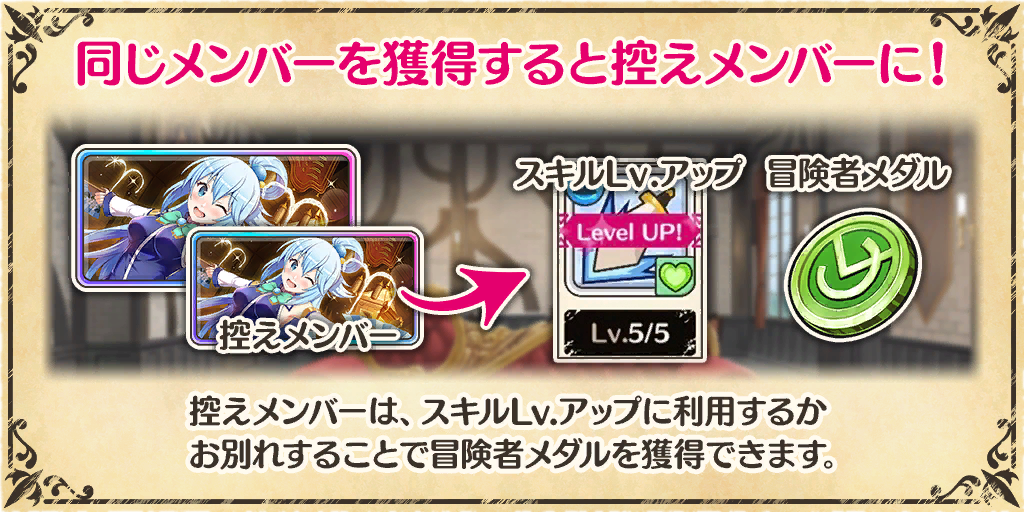 同じメンバーを獲得すると控えメンバーに！
スキルLv.アップ
冒険者メダル
Level UP!
控えメンバー
Lv.5/5
控えメンバーは、スキルLv.アップに利用するか
お別れすることで冒険者メダルを獲得できます。